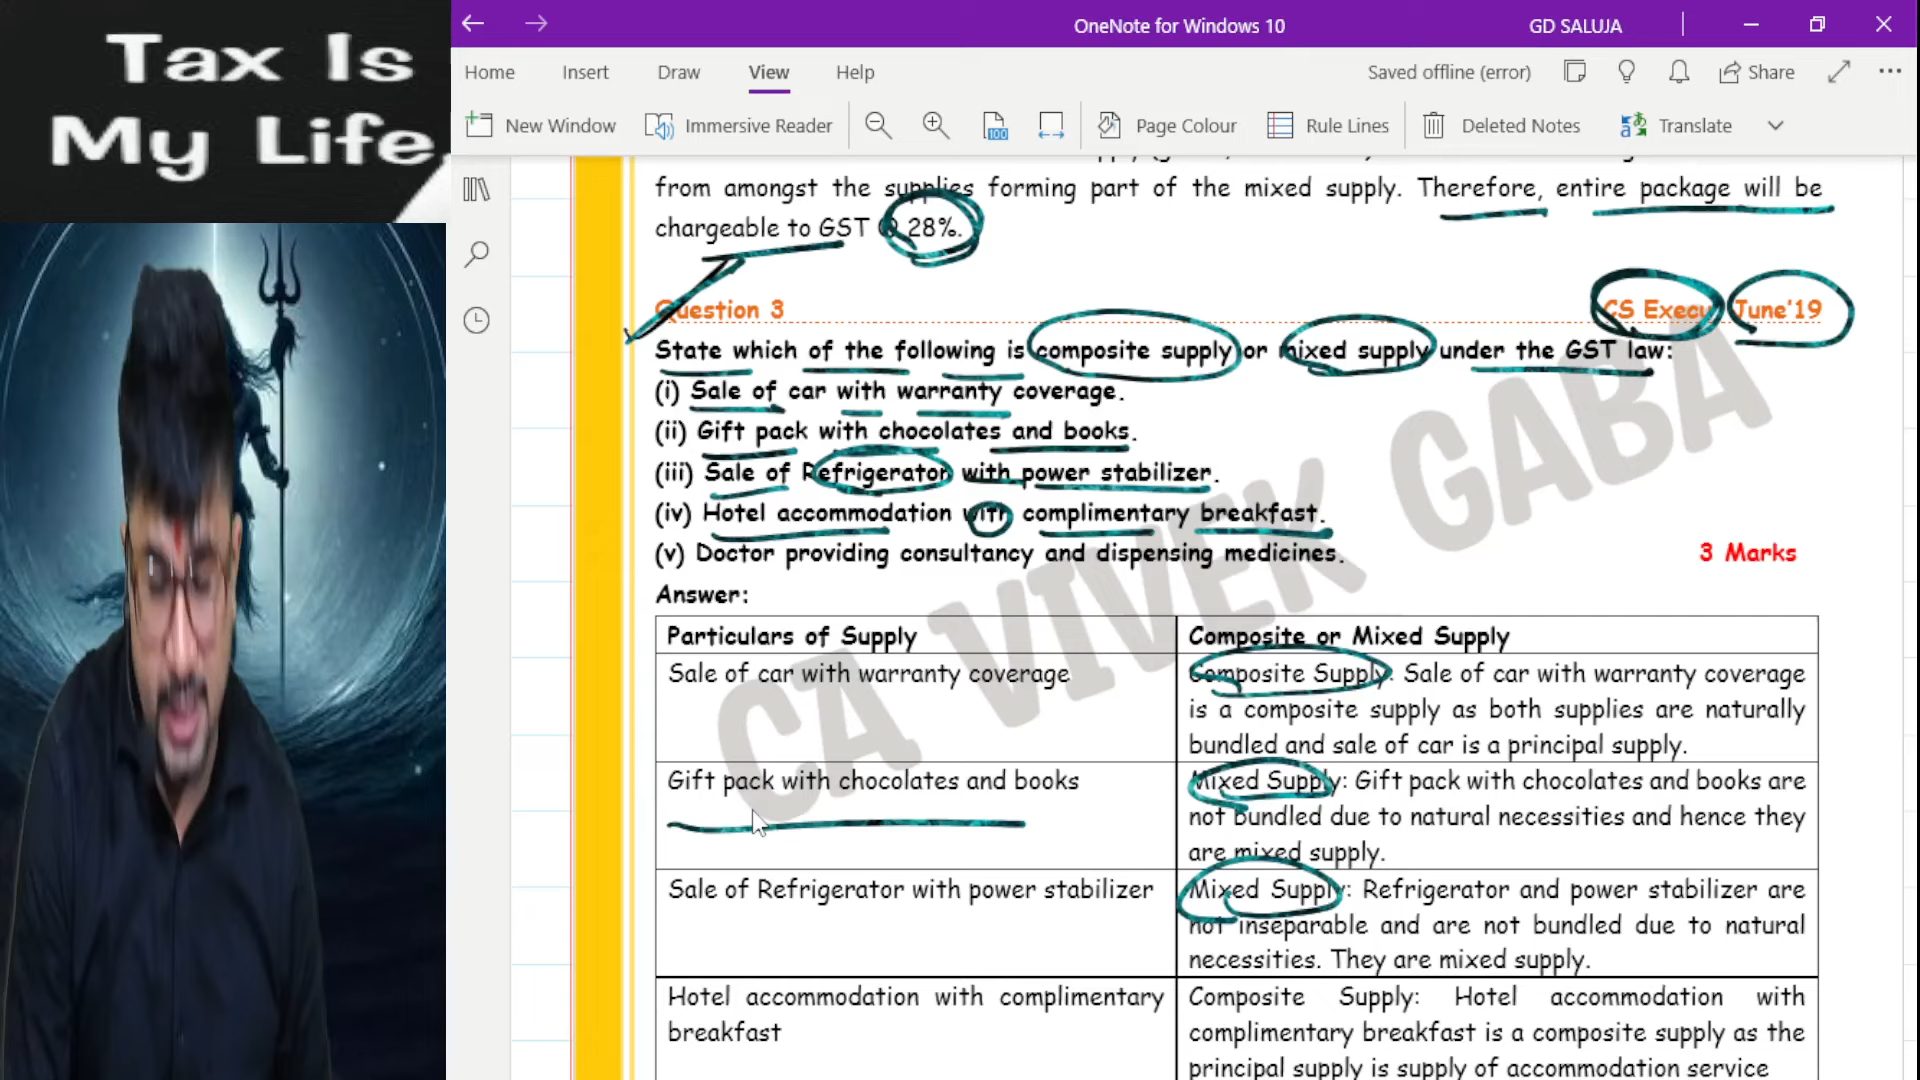 Tax Is
My Life.
OneNote for Windows 10
GD SALUJA
Home Insert Draw View Help
Saved offline (error) Share
New Window Immersive Reader 100 Page Colour Rule Lines Deleted Notes Translate
from amongst the supplies forming part of the mixed supply. Therefore, entire package will be
chargeable to GST @ 28%.
Question 3
CS Execu June'19
State which of the following is composite supply or mixed supply under the GST law:
(i) Sale of car with warranty coverage.
(ii) Gift pack with chocolates and books.
(iii) Sale of Refrigerator with power stabilizer.
(iv) Hotel accommodation with complimentary breakfast.
(v) Doctor providing consultancy and dispensing medicines.
3 Marks
Answer:
Particulars of Supply
Composite or Mixed Supply
Sale of car with warranty coverage
Composite Supply: Sale of car with warranty coverage
is a composite supply as both supplies are naturally
bundled and sale of car is a principal supply.
Gift pack with chocolates and books
Mixed Supply: Gift pack with chocolates and books are
not bundled due to natural necessities and hence they
are mixed supply.
Sale of Refrigerator with power stabilizer
Mixed Supply: Refrigerator and power stabilizer are
not inseparable and are not bundled due to natural
necessities. They are mixed supply.
Hotel accommodation with complimentary
breakfast
Composite Supply: Hotel accommodation with
complimentary breakfast is a composite supply as the
principal supply is supply of accommodation service
CA VIVEK GABA